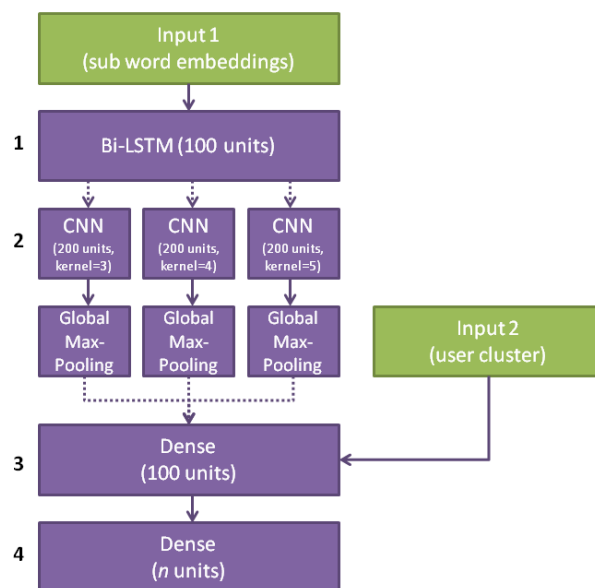 Input 1
(sub word embeddings)
1
Bi-LSTM (100 units)
2
CNN
(200 units,
kernel=3)
CNN
(200 units,
kernel=4)
CNN
(200 units,
kernel=5)
Global
Max-
Pooling
Global
Max-
Pooling
Global
Max-
Pooling
Input 2
(user cluster)
3
Dense
(100 units)
4
Dense
(n units)